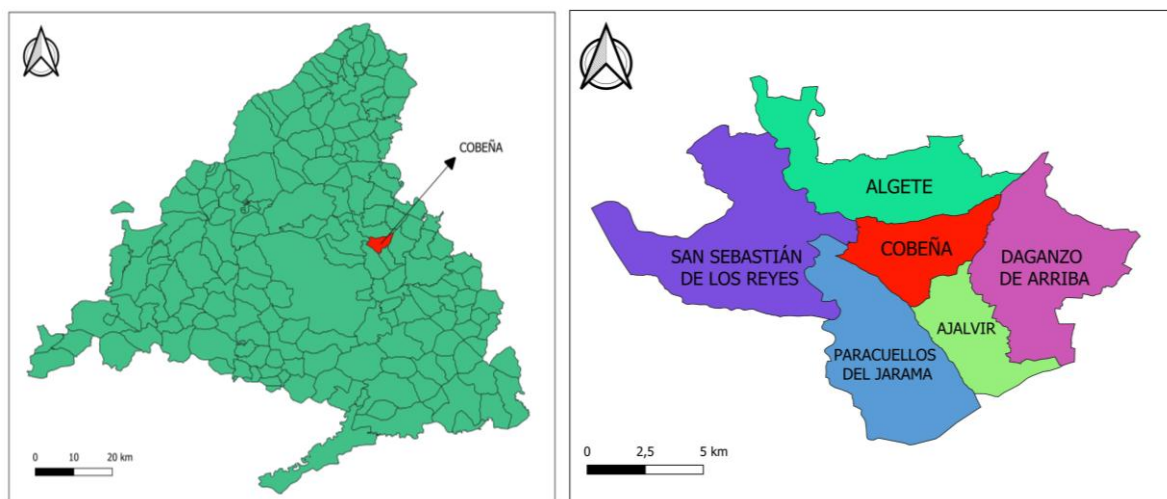 COBEÑA
0 10 20 km
ALGETE
COBEÑA
SAN SEBASTIÁN
DE LOS REYES
DAGANZO
DE ARRIBA
AJALVIR
PARACUELLOS
DEL JARAMA
0 2,5 5 km